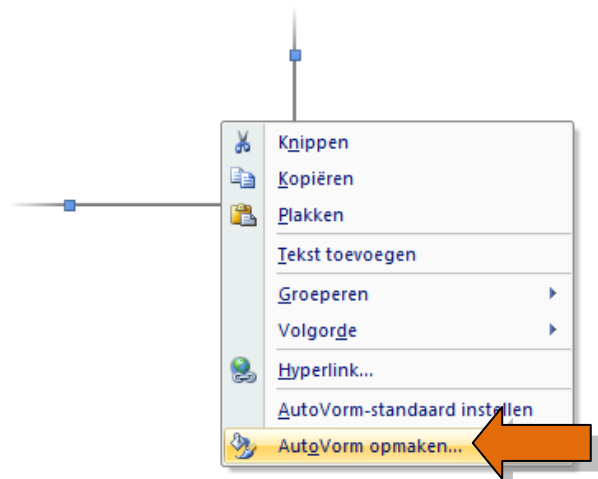 Knippen
Kopiëren
Plakken
Tekst toevoegen
Groeperen
Volgorde
Hyperlink...
AutoVorm-standaard instellen
AutoVorm opmaken...